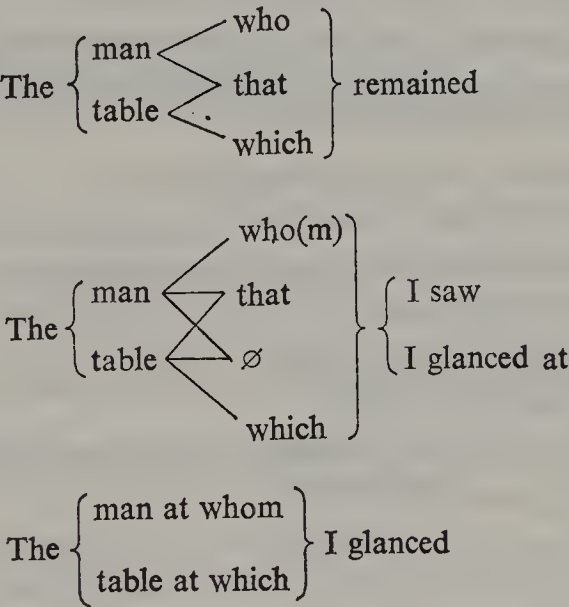 who
man
The that remained
table
which
who(m)
man that I saw
The
table ∅ I glanced at
which
man at whom
The I glanced
table at which